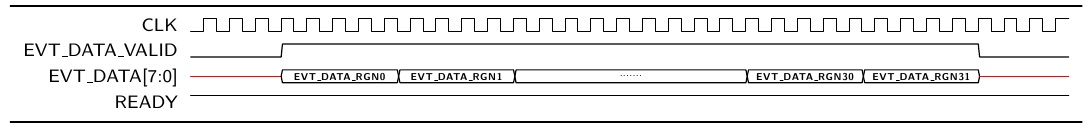 CLK
EVT_DATA_VALID
EVT_DATA[7:0] EVT_DATA_RGN0 EVT_DATA_RGN1 ....... EVT_DATA_RGN30 EVT_DATA_RGN31
READY